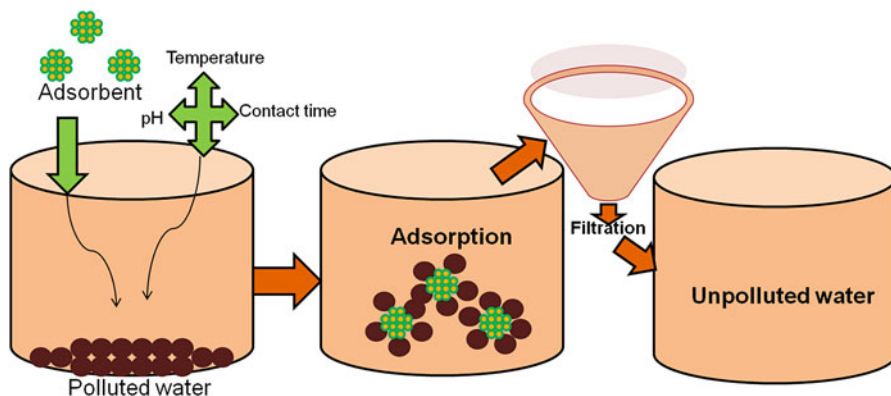 Temperature
Adsorbent
pH
Contact time
Adsorption
Filtration
Unpolluted water
Polluted water